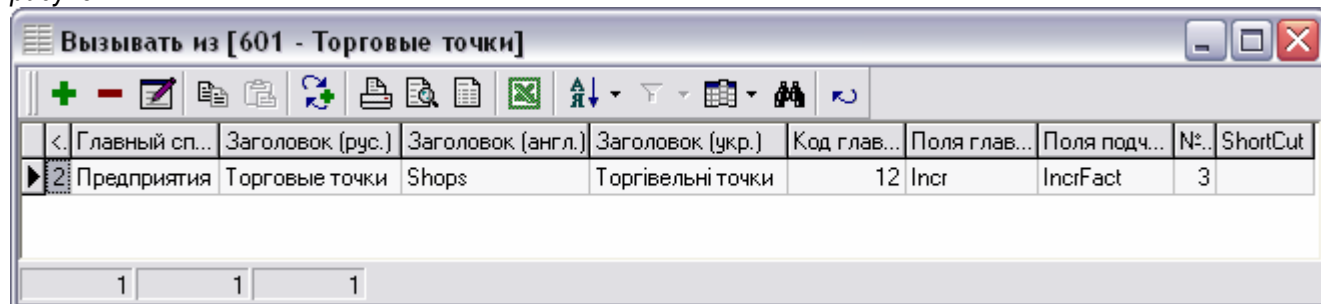 Вызывать из [601 - Торговые точки]
<. Главный сп... Заголовок (рус.) Заголовок (англ.) Заголовок (укр.) Код глав... Поля глав... Поля подч... №.. ShortCut
2 Предприятия Торговые точки Shops Торгівельні точки 12 Incr IncrFact 3
1 1 1